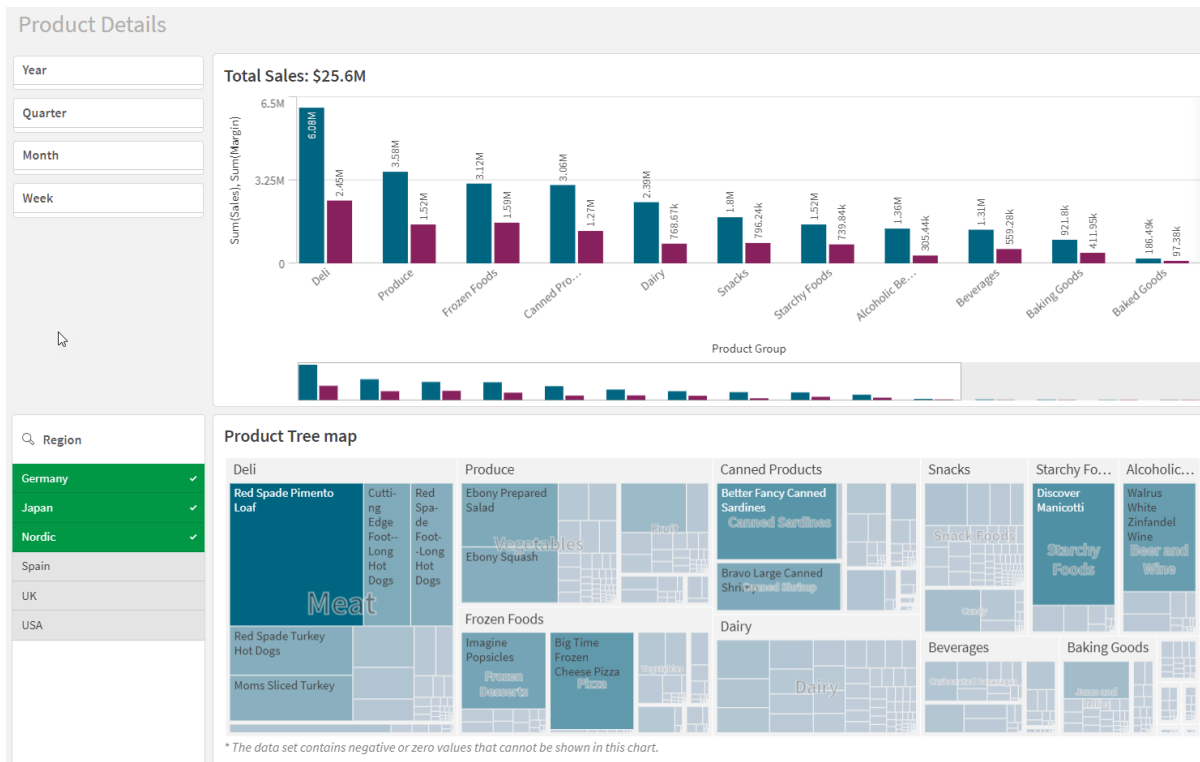 Product Details
Year
Quarter
Month
Week
Total Sales: $25.6M
Sum(Sales), Sum(Margin)
6.5M
3.25M
0
6.08M
2.45M
3.58M
1.52M
3.12M
1.59M
3.06M
1.27M
2.39M
768.67k
1.8M
796.24k
1.52M
739.84k
1.36M
305.44k
1.31M
559.28k
921.8k
411.95k
186.49k
97.38k
Deli
Produce
Frozen Foods
Canned Pro...
Dairy
Snacks
Starchy Foods
Alcoholic Be...
Beverages
Baking Goods
Baked Goods
Product Group
Region
Germany
Japan
Nordic
Spain
UK
USA
Product Tree map
Deli
Red Spade Pimento
Loaf
Cutti-
ng
Edge
Foot--
Long
Hot
Dogs
Red
Spa-
de
Foot-
-Long
Hot
Dogs
Meat
Red Spade Turkey
Hot Dogs
Moms Sliced Turkey
Produce
Ebony Prepared
Salad
Vegetables
Ebony Squash
Fruit
Frozen Foods
Imagine
Popsicles
Frozen
Desserts
Big Time
Frozen
Cheese Pizza
Pizza
Vegetables
Canned Products
Better Fancy Canned
Sardines
Canned Sardines
Bravo Large Canned
Shrimp
Canned Shrimp
Dairy
Dairy
Snacks
Snack Foods
Candy
Starchy Fo...
Discover
Manicotti
Starchy
Foods
Alcoholic...
Walrus
White
Zinfandel
Wine
Beer and
Wine
Beverages
Carbonated Beverages
Baking Goods
Jams and
* The data set contains negative or zero values that cannot be shown in this chart.